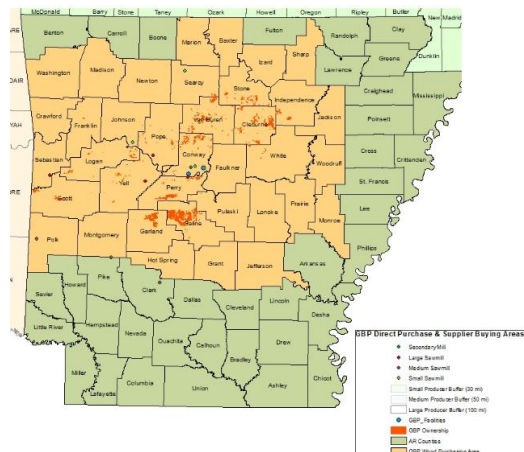 McDonald Barry Stone Taney Ozark Howell Oregon Ripley Butler
New Madrid
Dunklin
Benton Carroll Boone Marion Baxter Fulton Randolph Clay
Sharp Izard Lawrence Greene
Washington Madison Newton Searcy Stone
Independence Craighead Mississippi
Crawford Franklin Johnson Pope Van Buren Cleburne Jackson Poinsett
Sebastian Logan Conway Faulkner White Woodruff Cross Crittenden
St. Francis
Scott Yell Perry Pulaski Lonoke Prairie Monroe Lee
Polk Montgomery Garland Saline Phillips
Hot Spring Grant Jefferson Arkansas
Sevier Howard Pike Clark Dallas Cleveland Lincoln Desha
Little River Hempstead Nevada Ouachita Calhoun Bradley Drew
Miller Lafayette Columbia Union Ashley Chicot
GBP Direct Purchase & Supplier Buying Areas
Secondary Mill
Large Sawmill
Medium Sawmill
Small Sawmill
Small Producer Buffer (30 mi)
Medium Producer Buffer (50 mi)
Large Producer Buffer (100 mi)
GBP_Facilities
GBP Ownership
AR Counties
GBP Wood Purchasing Area